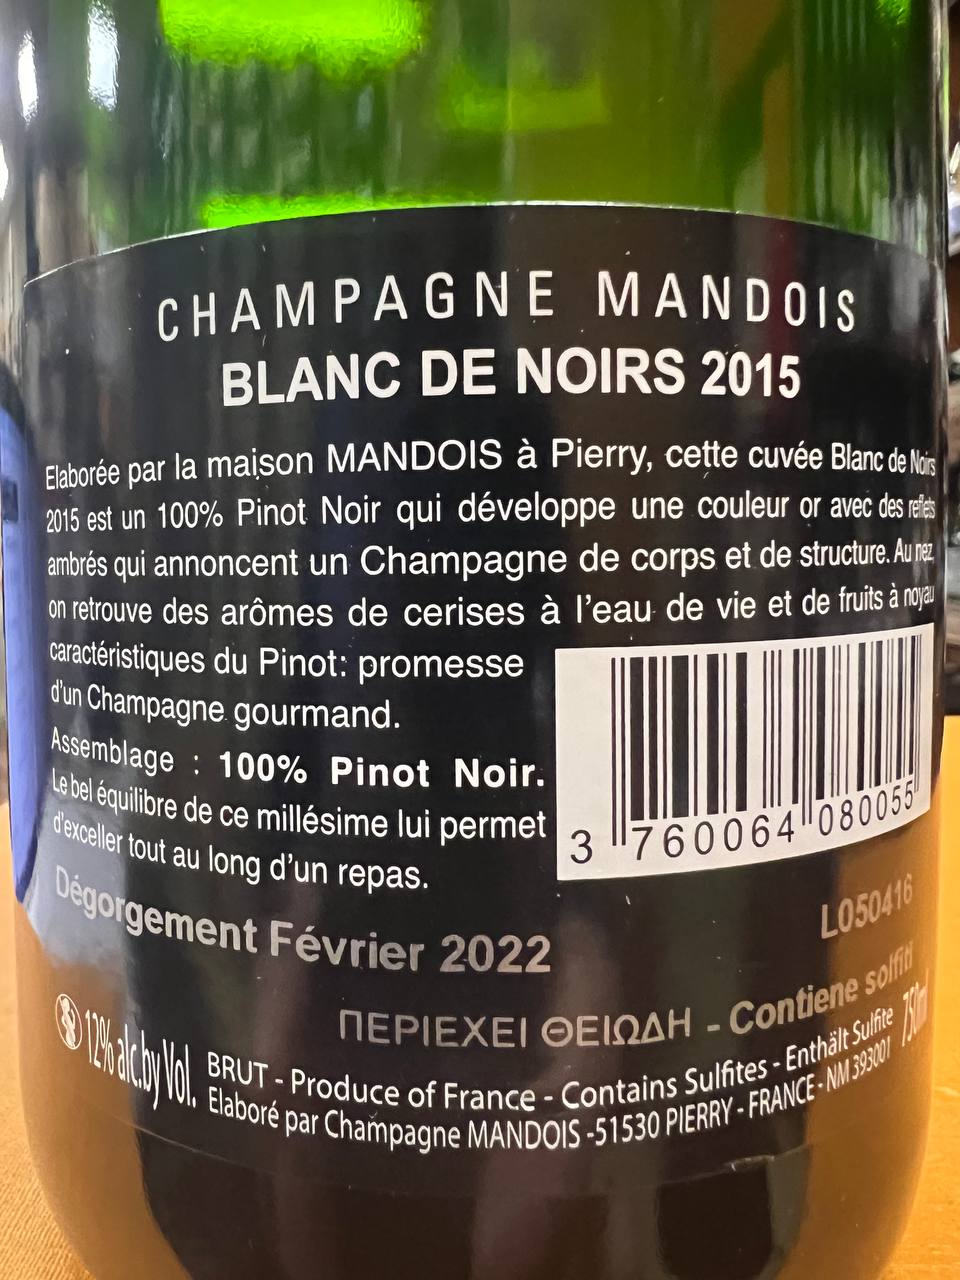 CHAMPAGNE MANDOIS
BLANC DE NOIRS 2015
Elaborée par la maison MANDOIS à Pierry, cette cuvée Blanc de Noirs
2015 est un 100% Pinot Noir qui développe une couleur or avec des reflets
ambrés qui annoncent un Champagne de corps et de structure. Au nez,
on retrouve des arômes de cerises à l'eau de vie et de fruits à noyau
caractéristiques du Pinot: promesse
d'un Champagne gourmand.
Assemblage : 100% Pinot Noir.
Le bel équilibre de ce millésime lui permet
d'exceller tout au long d'un repas.
3 760064 080055
Dégorgement Février 2022
L050416
ΠΕΡΙΕΧΕΙ ΘΕΙΩΔΗ - Contiene solfiti
12% alc.by Vol.
BRUT - Produce of France - Contains Sulfites - Enthält Sulfite
750ml
Elaboré par Champagne MANDOIS -51530 PIERRY - FRANCE - NM 393001